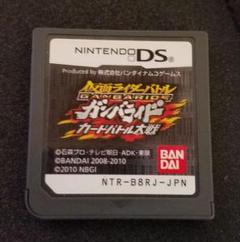 NINTENDO DS
Produced by 株式会社バンダイナムコゲームス
仮面ライダーバトル
GANBARIDE
ガンバライド
カードバトル大戦
©石森プロ・テレビ朝日・ADK・東映
©BANDAI 2008-2010
©2010 NBGI
BAN
DAI
NTR-B8RJ-JPN